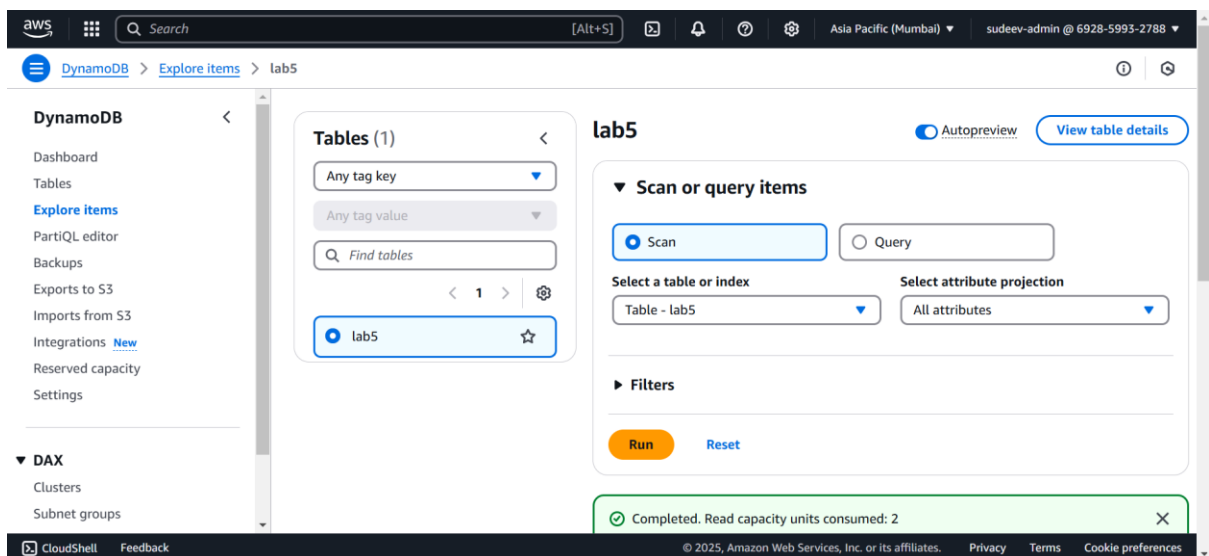 aws
Search
[Alt+S]
Asia Pacific (Mumbai)
sudeev-admin @ 6928-5993-2788
DynamoDB > Explore items > lab5
DynamoDB
Dashboard
Tables
Explore items
PartiQL editor
Backups
Exports to S3
Imports from S3
Integrations New
Reserved capacity
Settings
DAX
Clusters
Subnet groups
Tables (1)
Any tag key
Any tag value
Find tables
1
lab5
lab5
Autopreview
View table details
Scan or query items
Scan
Query
Select a table or index
Table - lab5
Select attribute projection
All attributes
Filters
Run
Reset
Completed. Read capacity units consumed: 2
CloudShell
Feedback
© 2025, Amazon Web Services, Inc. or its affiliates.
Privacy
Terms
Cookie preferences